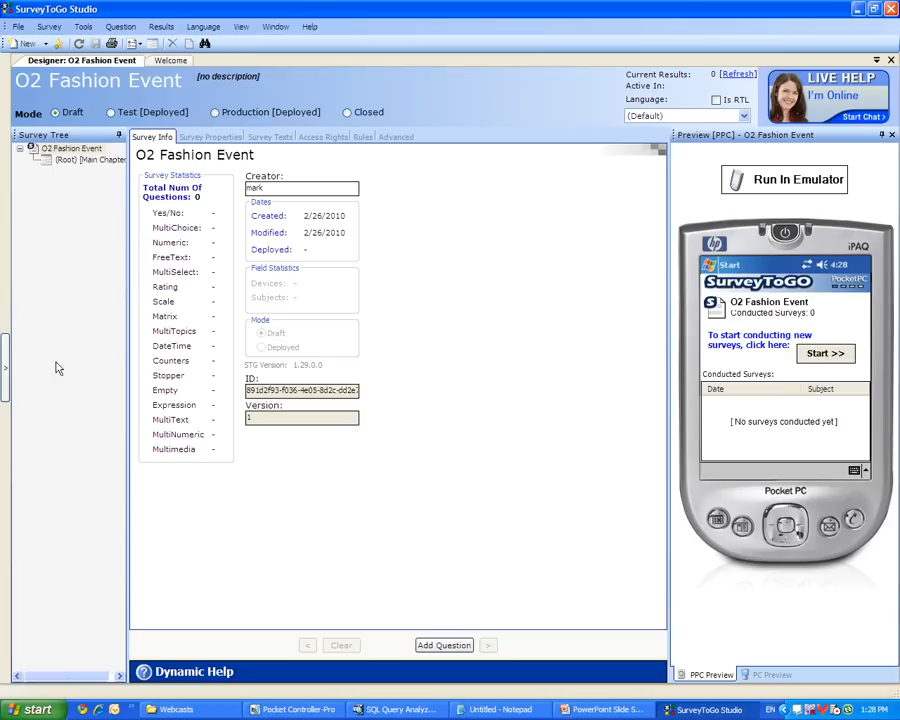 SurveyToGo Studio
File Survey Tools Question Results Language View Window Help
New
Designer: O2 Fashion Event Welcome
O2 Fashion Event [no description]
Current Results: 0 [Refresh]
Active In:
Language: Is RTL
(Default)
LIVE HELP
I'm Online
Start Chat >
Mode Draft Test [Deployed] Production [Deployed] Closed
Survey Tree
O2 Fashion Event
(Root) [Main Chapter
Survey Info Survey Properties Survey Texts Access Rights Rules Advanced
O2 Fashion Event
Survey Statistics
Total Num Of
Questions: 0
Yes/No: -
MultiChoice: -
Numeric: -
FreeText: -
MultiSelect: -
Rating -
Scale -
Matrix -
MultiTopics -
DateTime -
Counters -
Stopper -
Empty -
Expression -
MultiText -
MultiNumeric -
Multimedia -
Creator:
mark
Dates
Created: 2/26/2010
Modified: 2/26/2010
Deployed: -
Field Statistics
Devices: -
Subjects: -
Mode
Draft
Deployed
STG Version: 1.29.0.0
ID:
Version:
1
< Clear Add Question >
Dynamic Help
Preview [PPC] - O2 Fashion Event
Run In Emulator
hp iPAQ
Start 4:28
SurveyToGO PocketPC
O2 Fashion Event
Conducted Surveys: 0
To start conducting new
surveys, click here: Start >>
Conducted Surveys:
Date Subject
[ No surveys conducted yet ]
Pocket PC
PPC Preview PC Preview
start Webcasts Pocket Controller-Pro SQL Query Analyz... Untitled - Notepad PowerPoint Slide S... SurveyToGo Studio EN 1:28 PM